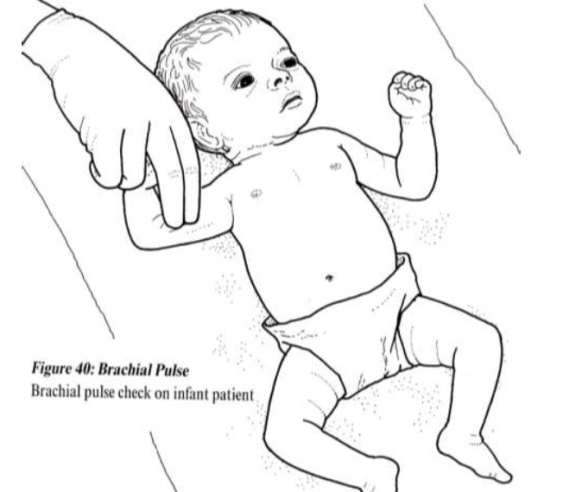 Figure 40: Brachial Pulse
Brachial pulse check on infant patient